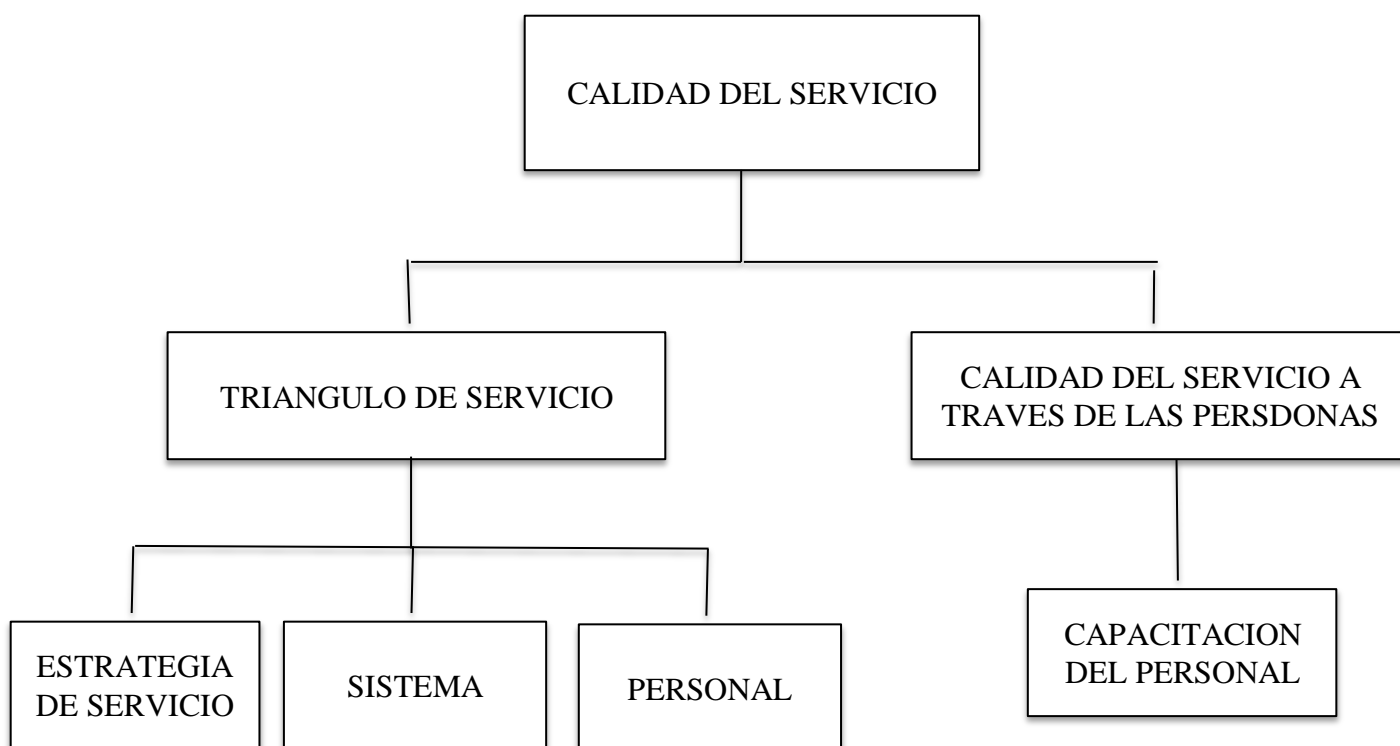 CALIDAD DEL SERVICIO
TRIANGULO DE SERVICIO
CALIDAD DEL SERVICIO A
TRAVES DE LAS PERSDONAS
ESTRATEGIA
DE SERVICIO
SISTEMA
PERSONAL
CAPACITACION
DEL PERSONAL